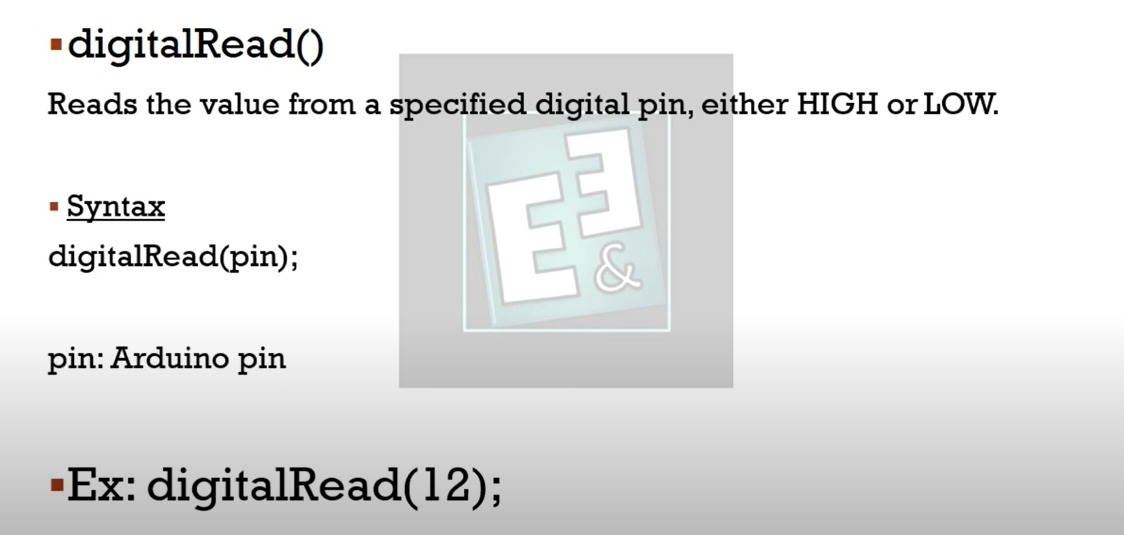 ▪digitalRead()
Reads the value from a specified digital pin, either HIGH or LOW.
▪ Syntax
digitalRead(pin);
pin: Arduino pin
▪Ex: digitalRead(12);
E E &